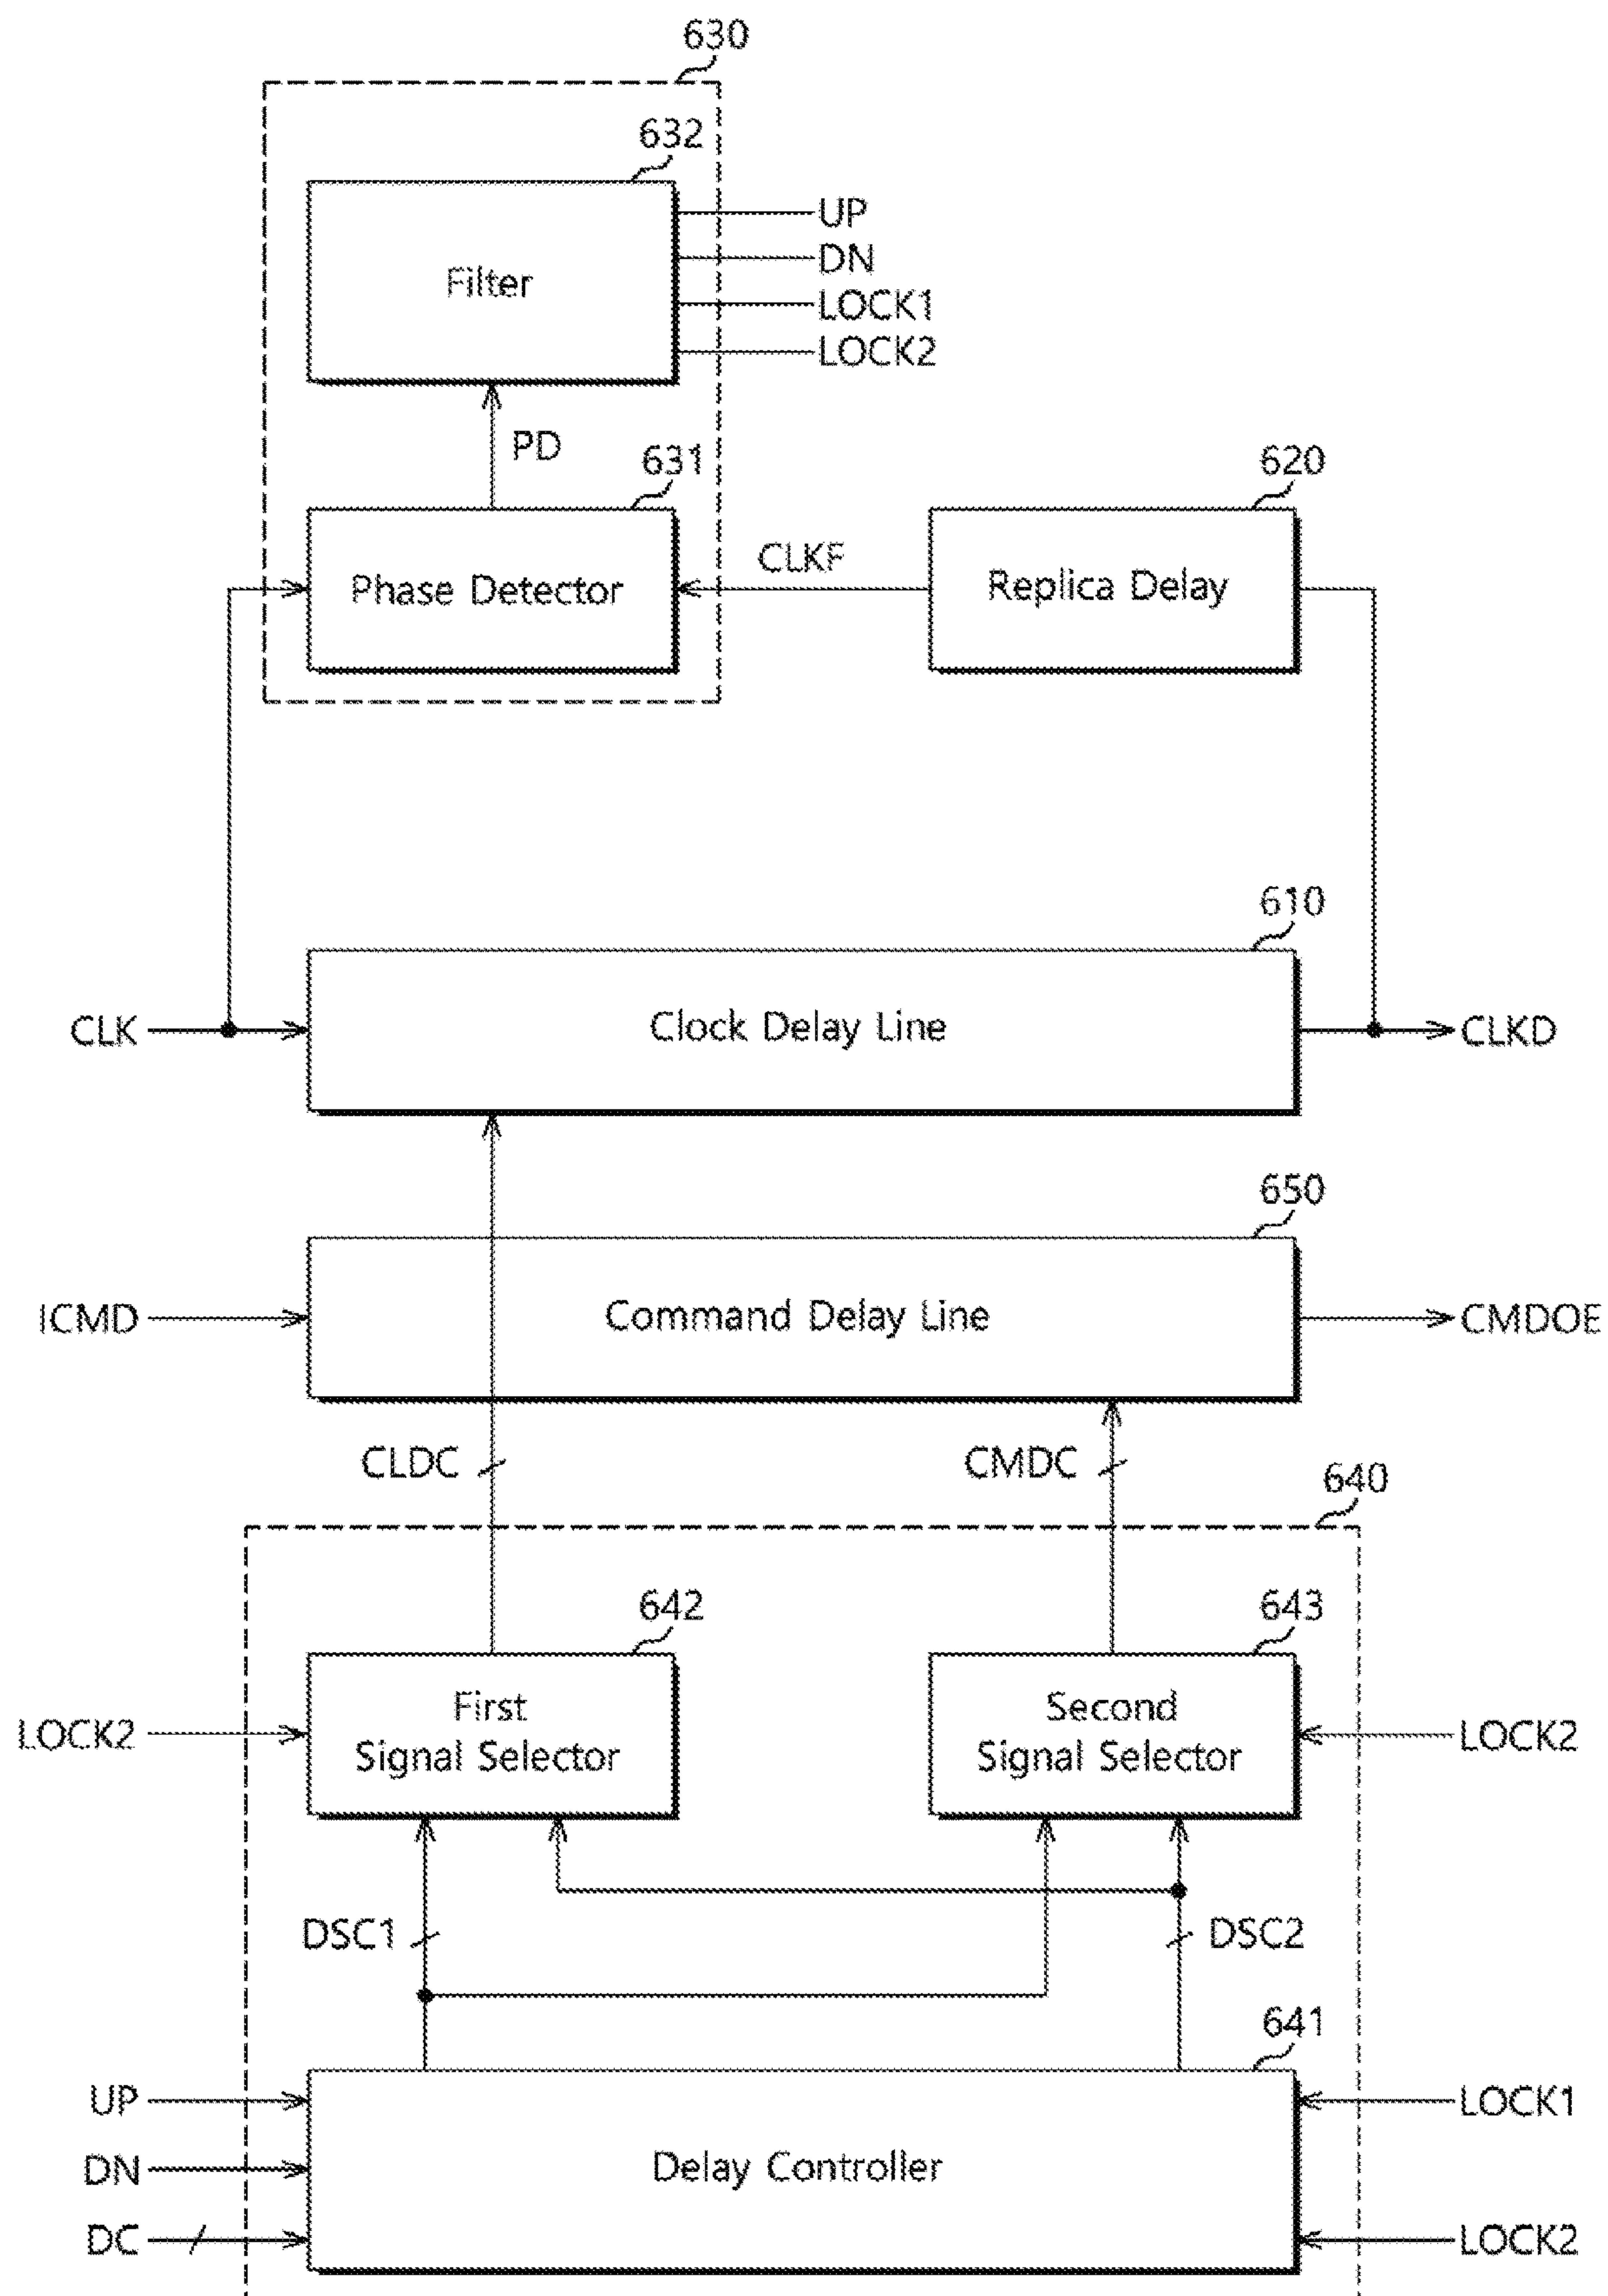 630
632
Filter
UP
DN
LOCK1
LOCK2
PD
631
620
Phase Detector
CLKF
Replica Delay
610
CLK
Clock Delay Line
CLKD
650
ICMD
Command Delay Line
CMDOE
CLDC
CMDC
640
642
643
LOCK2
First
Signal Selector
Second
Signal Selector
LOCK2
DSC1
DSC2
641
UP
DN
DC
Delay Controller
LOCK1
LOCK2